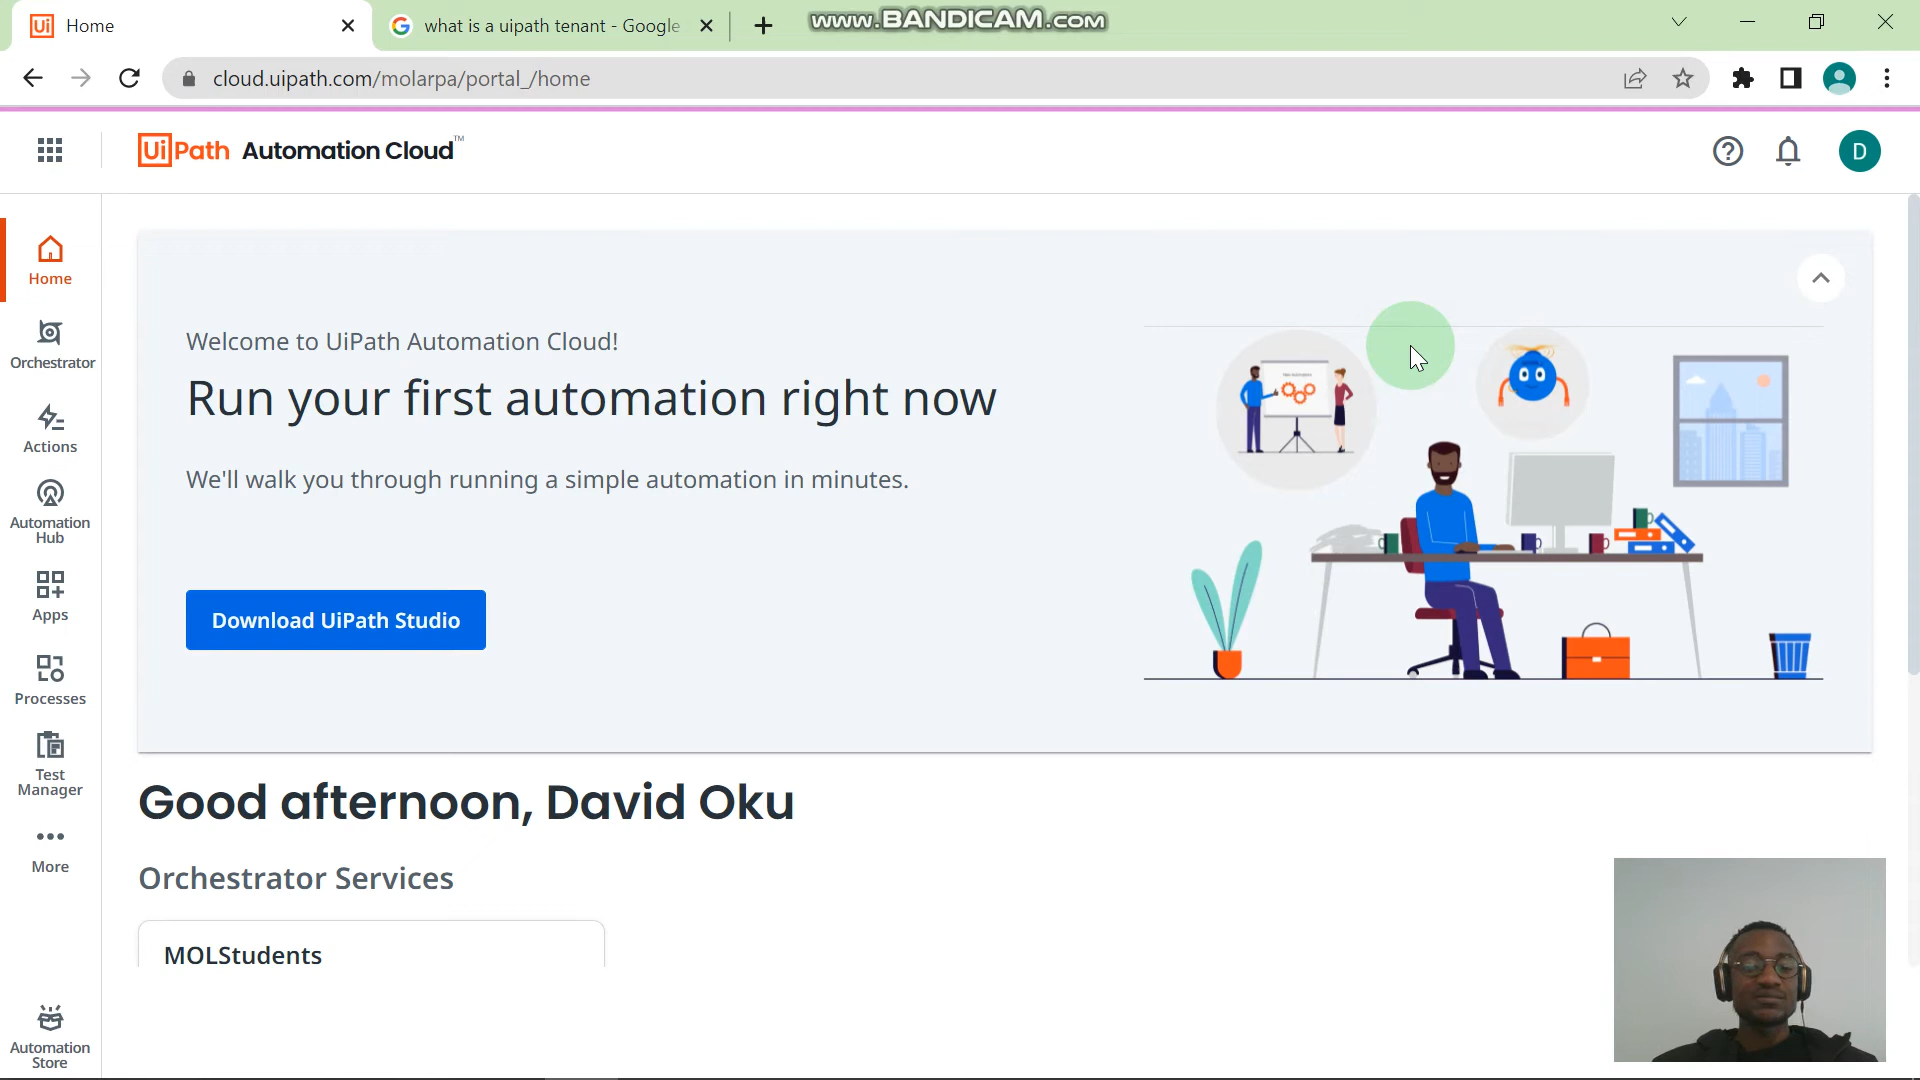 Home
what is a uipath tenant - Google
www.BANDICAM.com
cloud.uipath.com/molarpa/portal_/home
UiPath Automation Cloud™
D
Home
Orchestrator
Actions
Automation
Hub
Apps
Processes
Test
Manager
More
Automation
Store
Welcome to UiPath Automation Cloud!
Run your first automation right now
We'll walk you through running a simple automation in minutes.
Download UiPath Studio
Good afternoon, David Oku
Orchestrator Services
MOLStudents